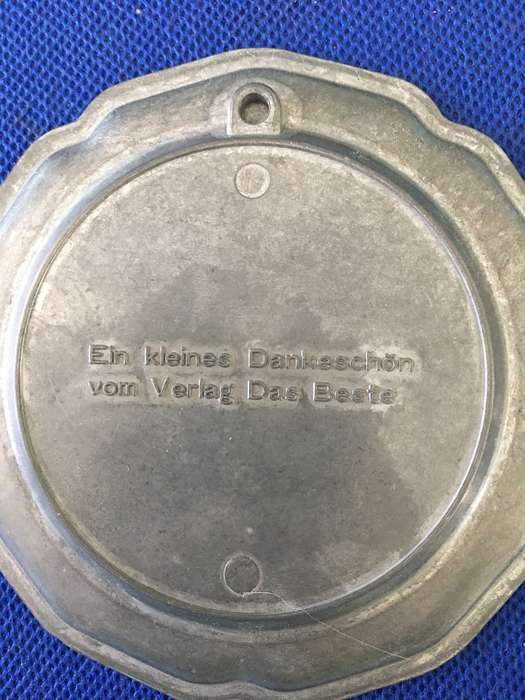 Ein kleines Dankeschön
vom Verlag Das Beste